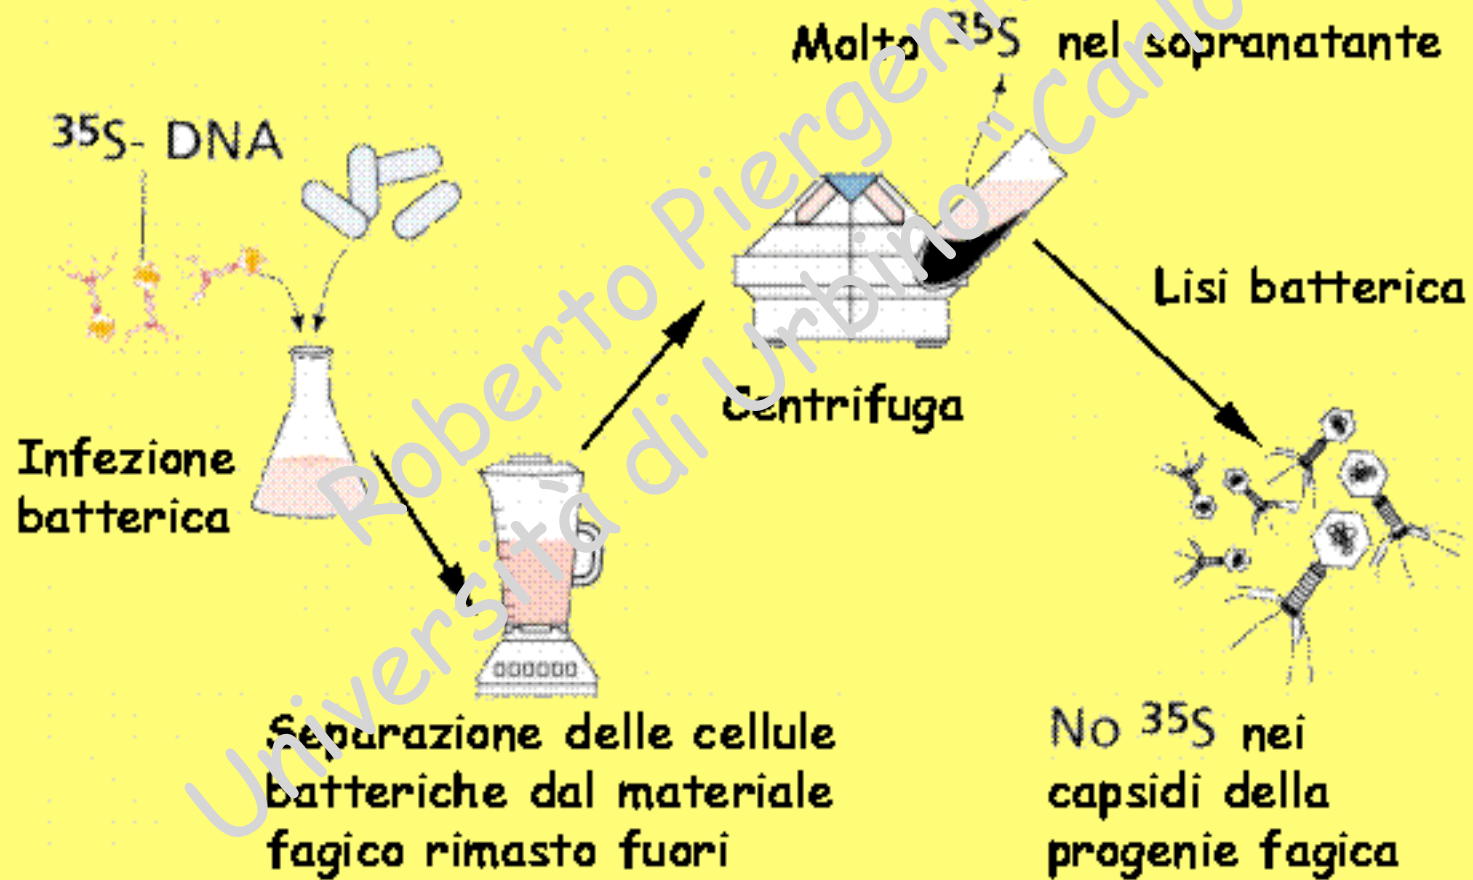 Molto ³⁵S nel sopranatante
³⁵S- DNA
Lisi batterica
Centrifuga
Infezione
batterica
Separazione delle cellule
batteriche dal materiale
fagico rimasto fuori
No ³⁵S nei
capsidi della
progenie fagica
Roberto
Università di Urbino "Carlo